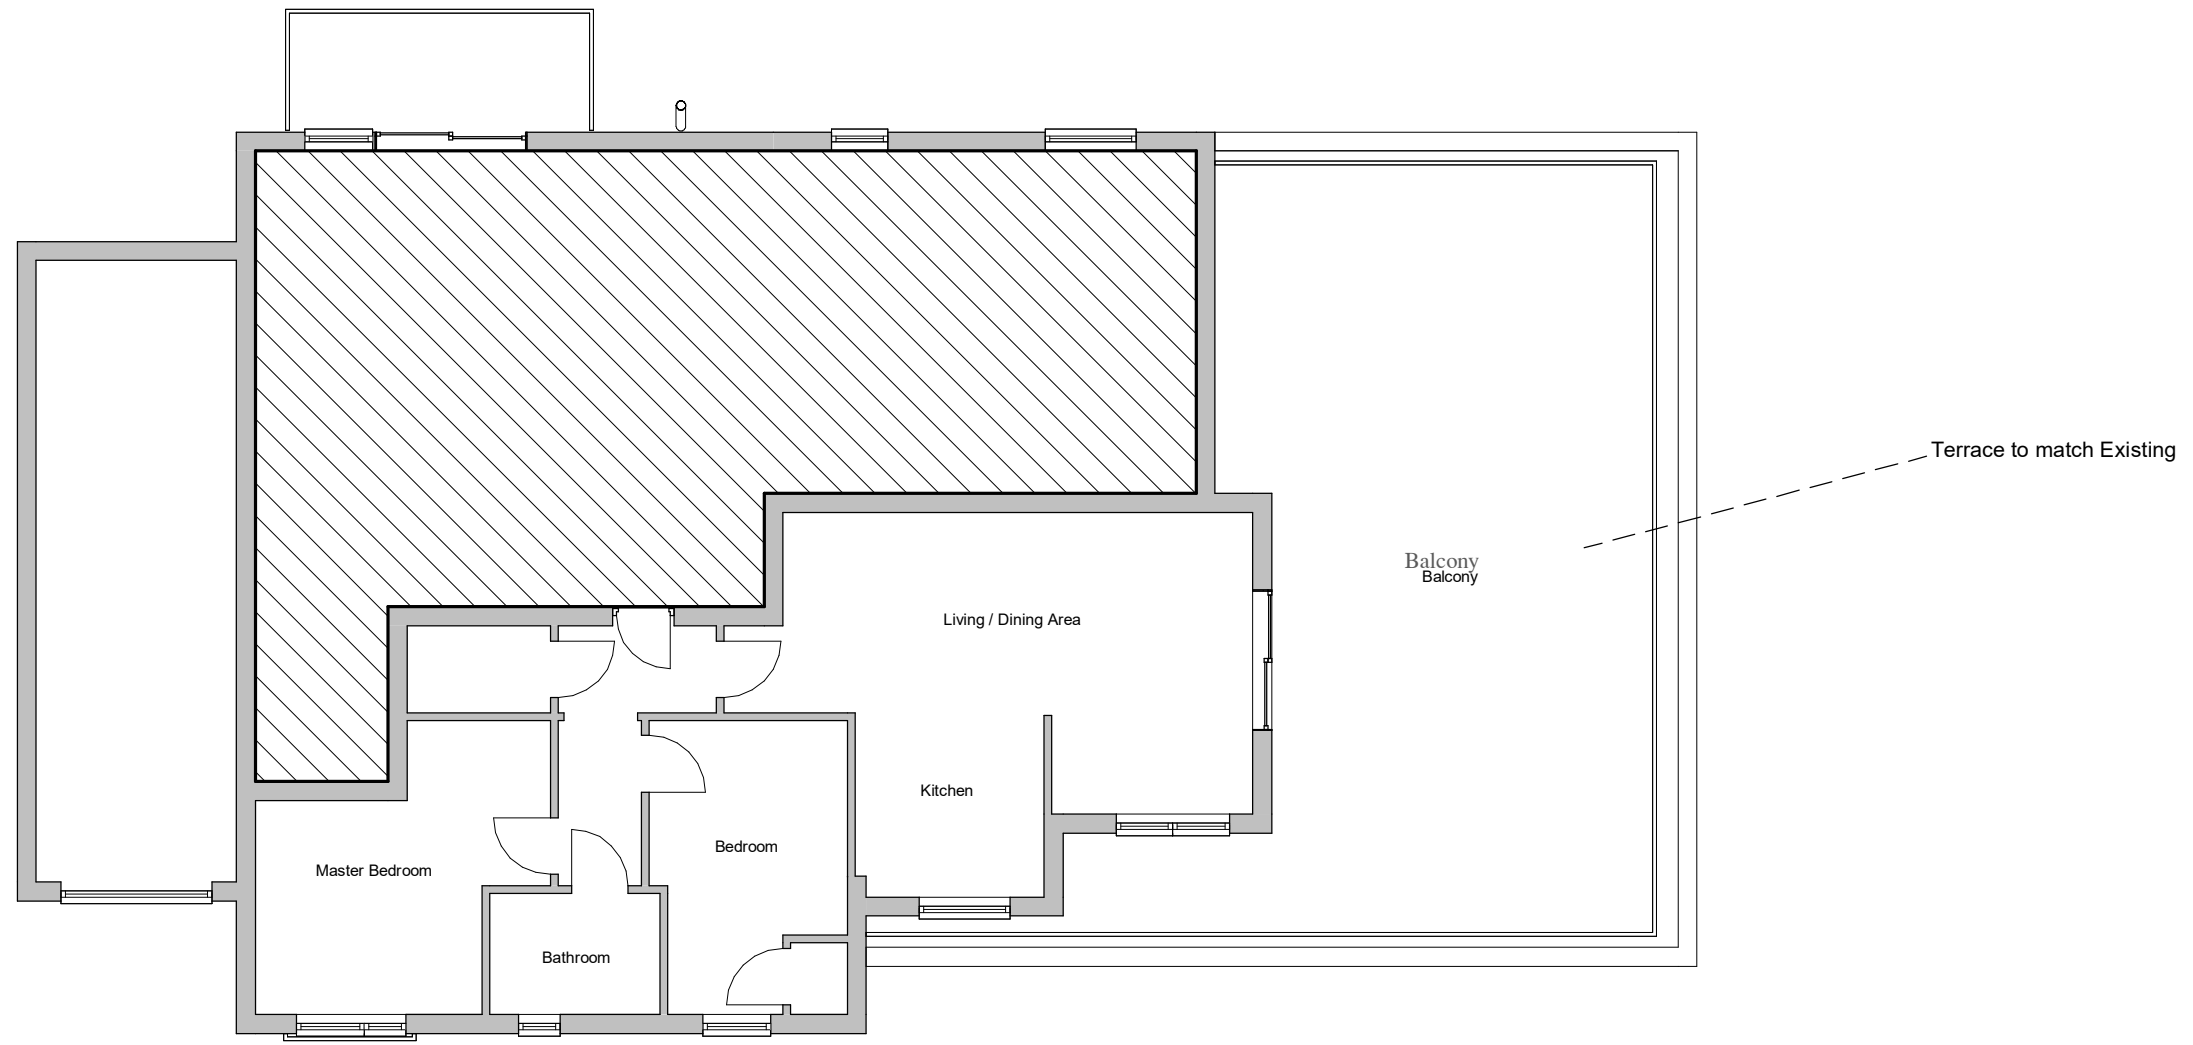 Terrace to match Existing
Balcony
Balcony
Living / Dining Area
Kitchen
Bedroom
Master Bedroom
Bathroom